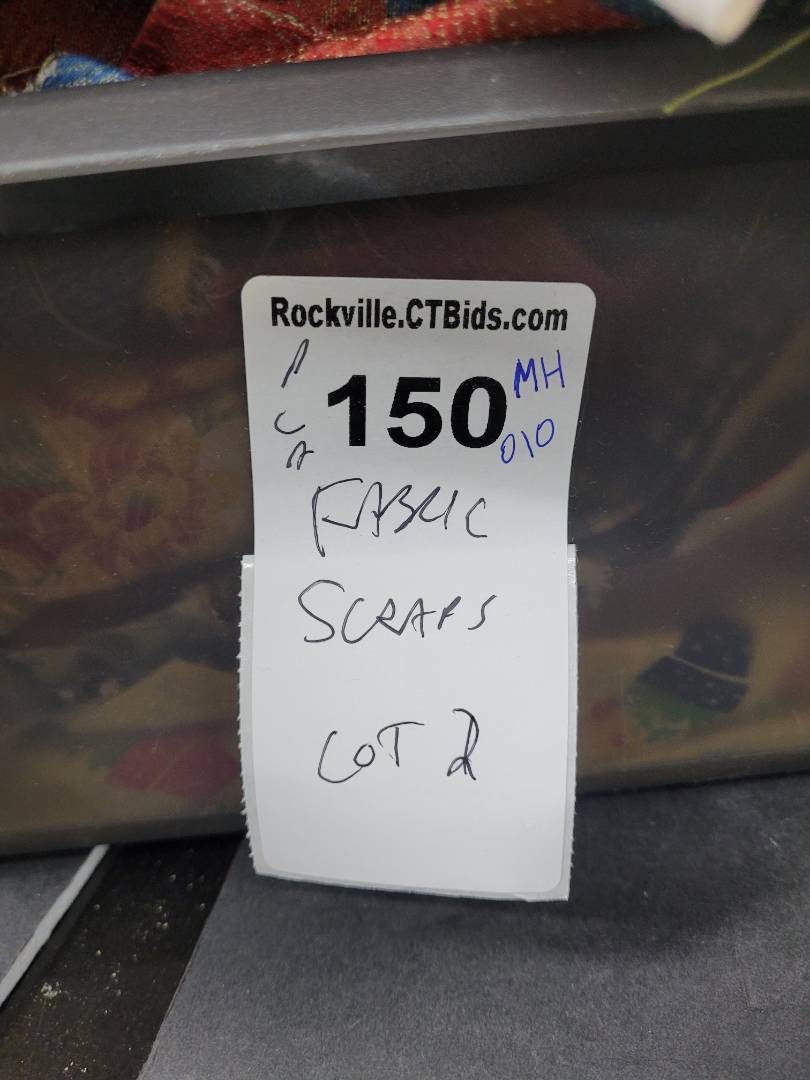 Rockville.CTBids.com
150
MH
010
FABRIC
SCRAPS
LOT 2